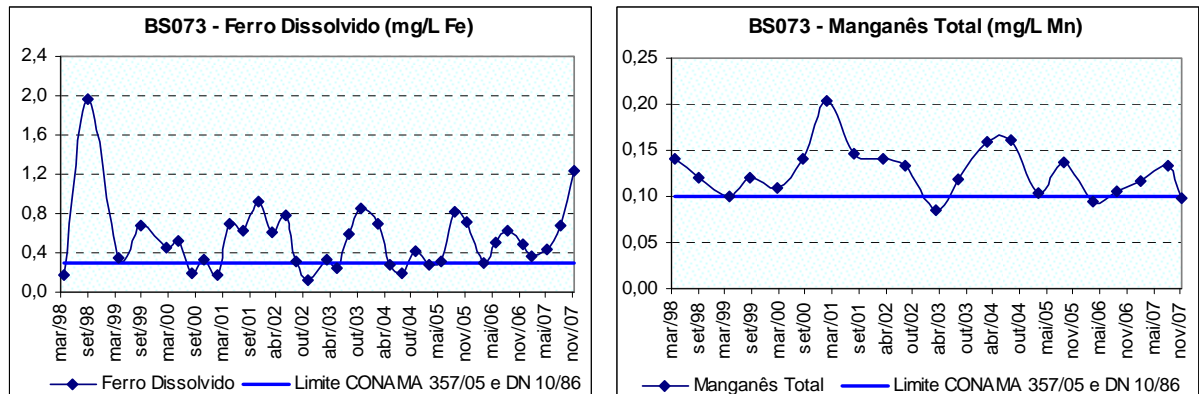 BS073 - Ferro Dissolvido (mg/L Fe)
2,4
2,0
1,6
1,2
0,8
0,4
0,0
mar/98
set/98
mar/99
set/99
mar/00
set/00
mar/01
set/01
abr/02
out/02
abr/03
out/03
abr/04
out/04
mai/05
nov/05
mai/06
nov/06
mai/07
nov/07
Ferro Dissolvido
Limite CONAMA 357/05 e DN 10/86
BS073 - Manganês Total (mg/L Mn)
0,25
0,20
0,15
0,10
0,05
0,00
mar/98
set/98
mar/99
set/99
mar/00
set/00
mar/01
set/01
abr/02
out/02
abr/03
out/03
abr/04
out/04
mai/05
nov/05
mai/06
nov/06
mai/07
nov/07
Manganês Total
Limite CONAMA 357/05 e DN 10/86